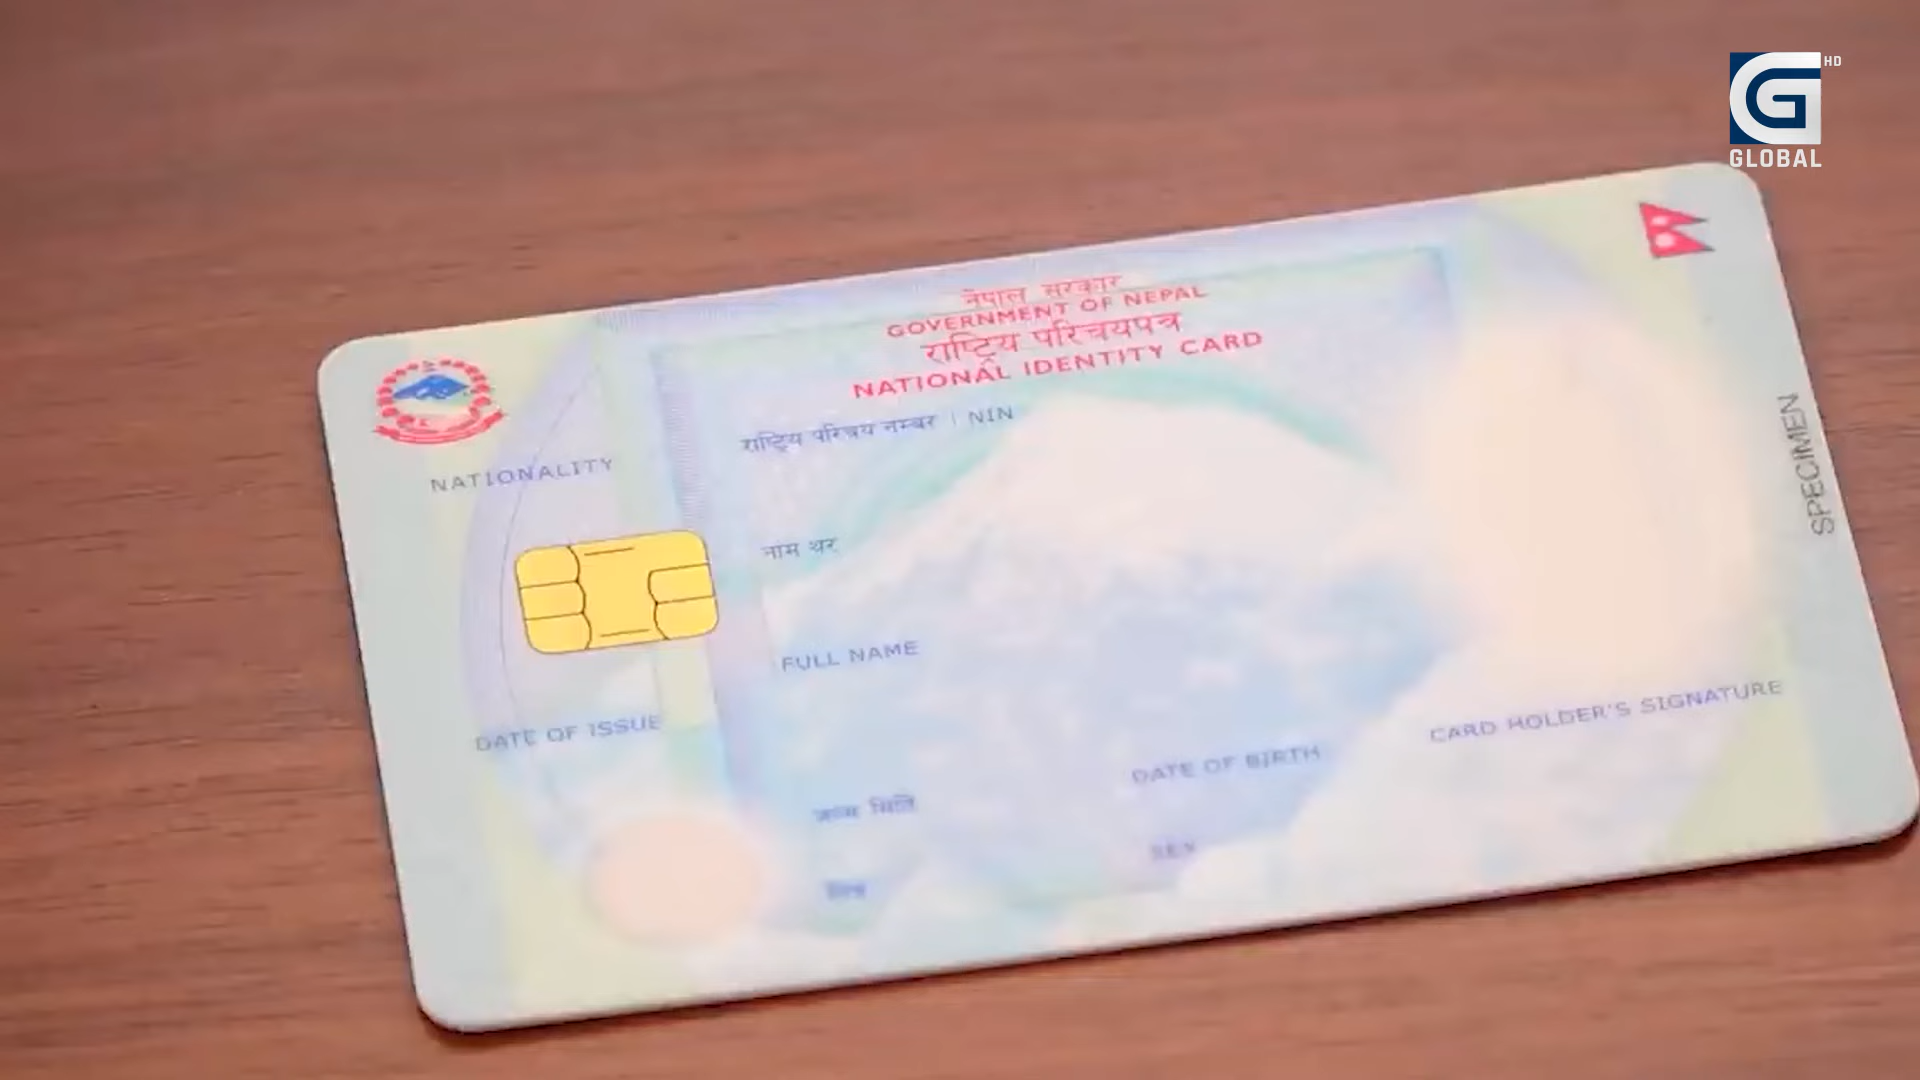 HD
GLOBAL
नेपाल सरकार
GOVERNMENT OF NEPAL
राष्ट्रिय परिचयपत्र
NATIONAL IDENTITY CARD
राष्ट्रिय परिचय नम्बर | NIN
NATIONALITY
SPECIMEN
नाम थर
FULL NAME
DATE OF ISSUE
CARD HOLDER'S SIGNATURE
जन्म मिति
DATE OF BIRTH
SEX